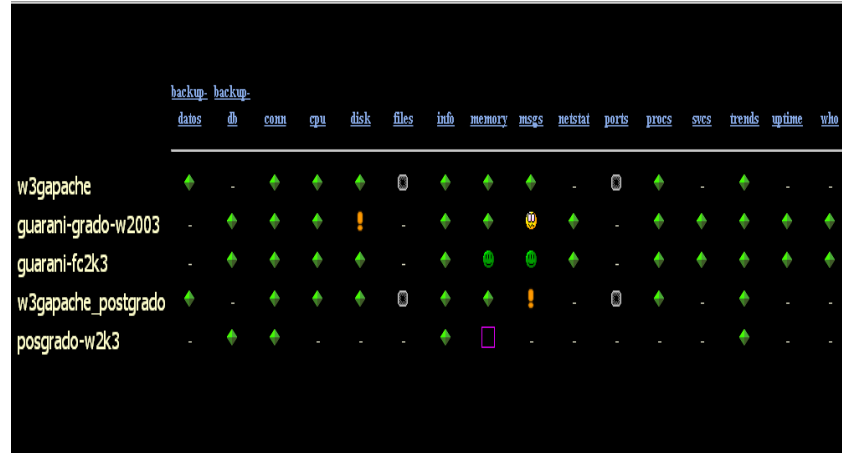 backup- backup-
datos db conn cpu disk files info memory msgs netstat ports procs svcs trends uptime who
w3gapache - - - -
guarani-grado-w2003 - - -
guarani-fc2k3 - - -
w3gapache_postgrado - - - - -
posgrado-w2k3 - - - - - - - - - - -